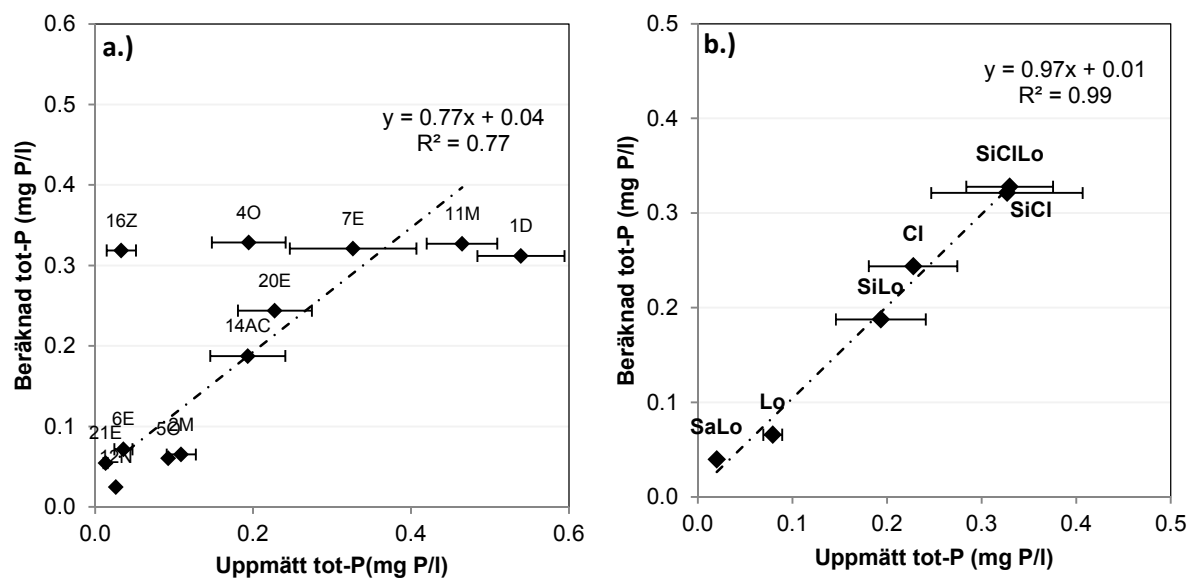 a.)
y = 0.77x + 0.04
R² = 0.77
0.6
0.5
0.4
0.3
0.2
0.1
0.0
Beräknad tot-P (mg P/l)
16Z
4O
7E
11M
1D
20E
14AC
6E
21E
5O
2M
12N
0.0
0.2
0.4
0.6
Uppmätt tot-P(mg P/l)
b.)
y = 0.97x + 0.01
R² = 0.99
0.5
0.4
0.3
0.2
0.1
0.0
Beräknad tot-P (mg P/l)
SiClLo
SiCl
Cl
SiLo
Lo
SaLo
0.0
0.1
0.2
0.3
0.4
0.5
Uppmätt tot-P (mg P/l)